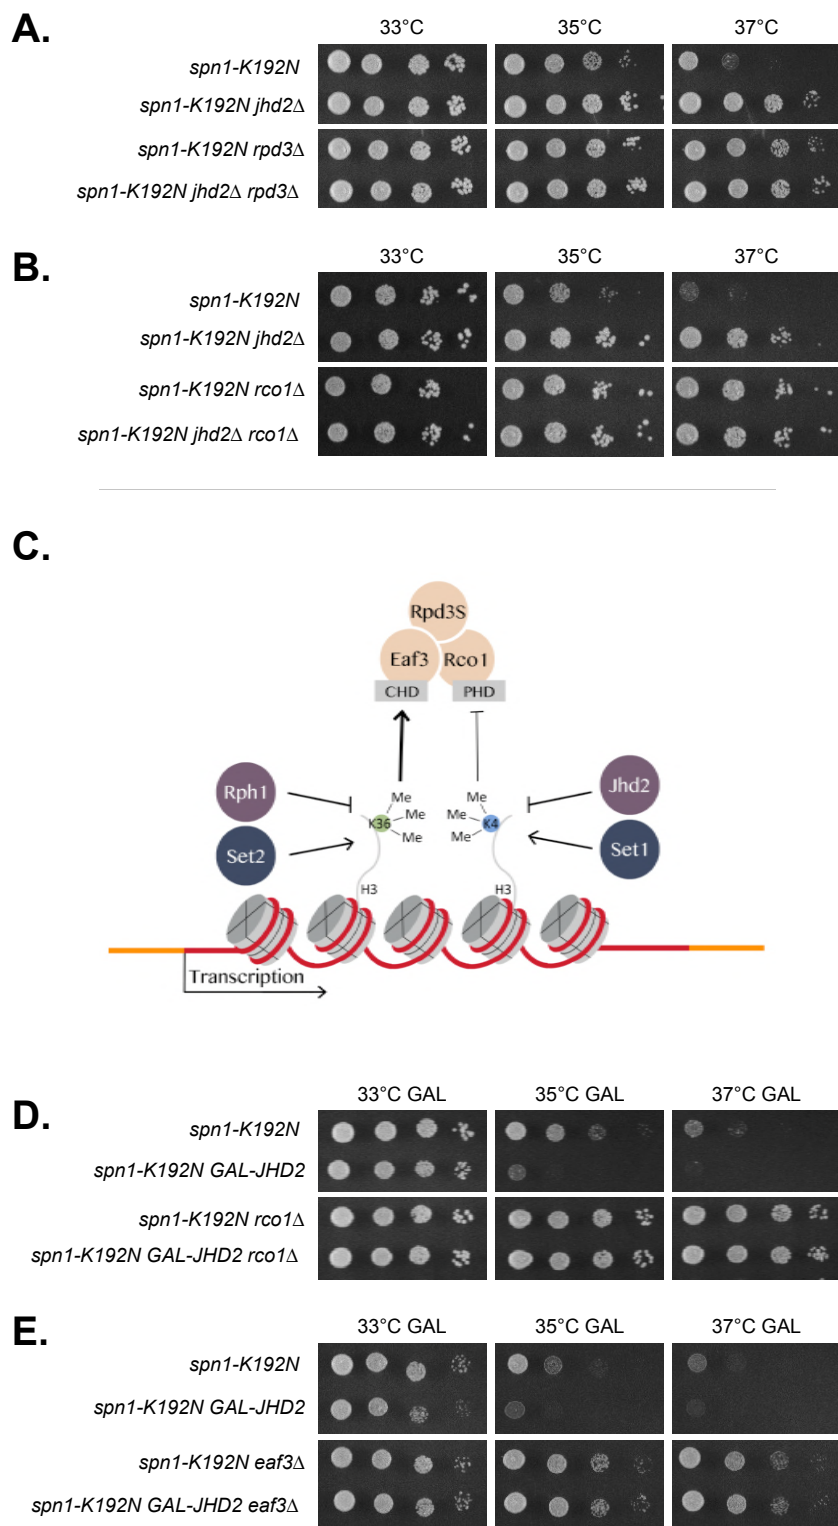 A.
33°C 35°C 37°C
spn1-K192N
spn1-K192N jhd2Δ
spn1-K192N rpd3Δ
spn1-K192N jhd2Δ rpd3Δ
B.
33°C 35°C 37°C
spn1-K192N
spn1-K192N jhd2Δ
spn1-K192N rco1Δ
spn1-K192N jhd2Δ rco1Δ
C.
Rpd3S
Eaf3 Rco1
CHD PHD
Rph1 Jhd2
Me Me
K36 Me Me K4
Me Me
Set2 Set1
H3 H3
Transcription
D.
33°C GAL 35°C GAL 37°C GAL
spn1-K192N
spn1-K192N GAL-JHD2
spn1-K192N rco1Δ
spn1-K192N GAL-JHD2 rco1Δ
E.
33°C GAL 35°C GAL 37°C GAL
spn1-K192N
spn1-K192N GAL-JHD2
spn1-K192N eaf3Δ
spn1-K192N GAL-JHD2 eaf3Δ